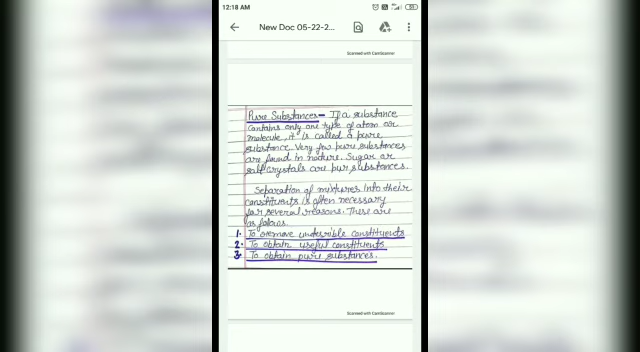 12:18 AM
New Doc 05-22-2...
Scanned with CamScanner
Pure Substances - If a substance
contains only one type of atom or
molecule, it is called a pure
substance. Very few pure substances
are found in nature. Sugar or
salt crystals are pur substances.
Separation of mixtures into their
constituents is often necessary
for several reasons. These are
as follows.
1. To remove undesrible constituents
2. To obtain useful constituents
3. To obtain pure substances.
Scanned with CamScanner